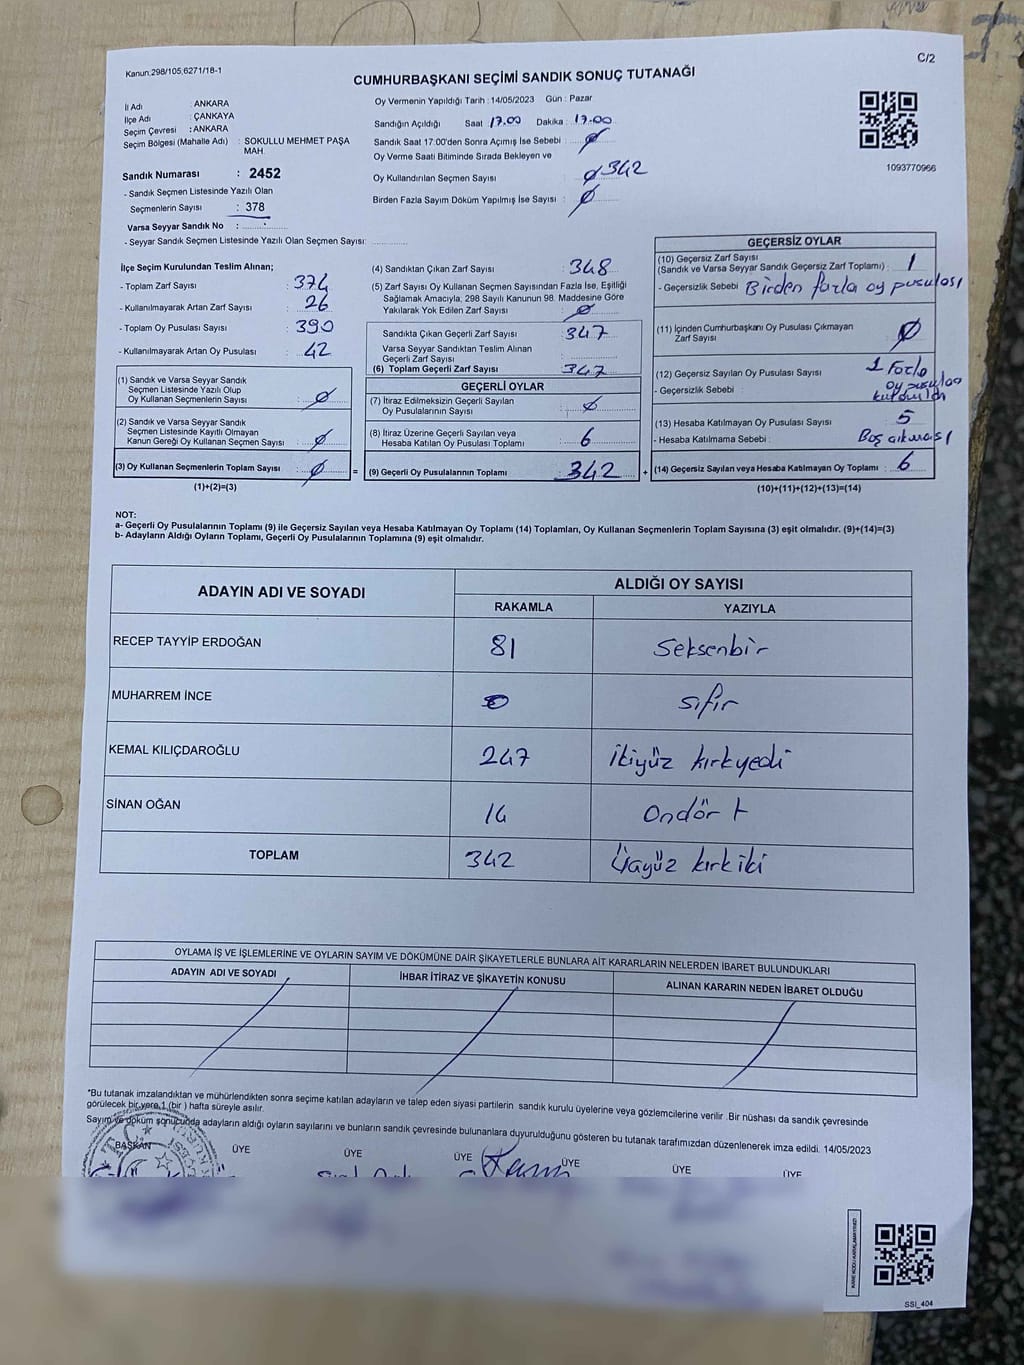 Kanun:298/105;6271/18-1
C/2
CUMHURBAŞKANI SEÇİMİ SANDIK SONUÇ TUTANAĞI
İl Adı : ANKARA
İlçe Adı : ÇANKAYA
Seçim Çevresi : ANKARA
Seçim Bölgesi (Mahalle Adı) : SOKULLU MEHMET PAŞA
MAH.
Sandık Numarası : 2452
- Sandık Seçmen Listesinde Yazılı Olan
Seçmenlerin Sayısı : 378
Varsa Seyyar Sandık No :
- Seyyar Sandık Seçmen Listesinde Yazılı Olan Seçmen Sayısı:
Oy Vermenin Yapıldığı Tarih : 14/05/2023 Gün : Pazar
Sandığın Açıldığı Saat 17.00 Dakika : 17.00
Sandık Saat 17:00'den Sonra Açımış İse Sebebi : Ø
Oy Verme Saati Bitiminde Sırada Bekleyen ve
Oy Kullandırılan Seçmen Sayısı : Ø 342
Birden Fazla Sayım Döküm Yapılmış İse Sayısı : Ø
1093770966
İlçe Seçim Kurulundan Teslim Alınan;
- Toplam Zarf Sayısı : 374
- Kullanılmayarak Artan Zarf Sayısı : 26
- Toplam Oy Pusulası Sayısı : 390
- Kullanılmayarak Artan Oy Pusulası : 42
(1) Sandık ve Varsa Seyyar Sandık
Seçmen Listesinde Yazılı Olup
Oy Kullanan Seçmenlerin Sayısı : Ø
(2) Sandık ve Varsa Seyyar Sandık
Seçmen Listesinde Kayıtlı Olmayan
Kanun Gereği Oy Kullanan Seçmen Sayısı : Ø
(3) Oy Kullanan Seçmenlerin Toplam Sayısı : Ø =
(1)+(2)=(3)
(4) Sandıktan Çıkan Zarf Sayısı : 348
(5) Zarf Sayısı Oy Kullanan Seçmen Sayısından Fazla İse, Eşitliği
Sağlamak Amacıyla, 298 Sayılı Kanunun 98. Maddesine Göre
Yakılarak Yok Edilen Zarf Sayısı : Ø
Sandıkta Çıkan Geçerli Zarf Sayısı : 347
Varsa Seyyar Sandıktan Teslim Alınan
Geçerli Zarf Sayısı :
(6) Toplam Geçerli Zarf Sayısı : 347
GEÇERLİ OYLAR
(7) İtiraz Edilmeksizin Geçerli Sayılan
Oy Pusulalarının Sayısı : Ø
(8) İtiraz Üzerine Geçerli Sayılan veya
Hesaba Katılan Oy Pusulası Toplamı : 6
(9) Geçerli Oy Pusulalarının Toplamı : 342 +
GEÇERSİZ OYLAR
(10) Geçersiz Zarf Sayısı
(Sandık ve Varsa Seyyar Sandık Geçersiz Zarf Toplamı) : 1
- Geçersizlik Sebebi : Birden fazla oy pusulası
(11) İçinden Cumhurbaşkanı Oy Pusulası Çıkmayan
Zarf Sayısı : Ø
(12) Geçersiz Sayılan Oy Pusulası Sayısı : 1 Fazla
- Geçersizlik Sebebi : oy pusulası
(13) Hesaba Katılmayan Oy Pusulası Sayısı : 5
- Hesaba Katılmama Sebebi : Boş çıkması
(14) Geçersiz Sayılan veya Hesaba Katılmayan Oy Toplamı : 6
(10)+(11)+(12)+(13)=(14)
NOT:
a- Geçerli Oy Pusulalarının Toplamı (9) ile Geçersiz Sayılan veya Hesaba Katılmayan Oy Toplamı (14) Toplamları, Oy Kullanan Seçmenlerin Toplam Sayısına (3) eşit olmalıdır. (9)+(14)=(3)
b- Adayların Aldığı Oyların Toplamı, Geçerli Oy Pusulalarının Toplamına (9) eşit olmalıdır.
ADAYIN ADI VE SOYADI
ALDIĞI OY SAYISI
RAKAMLA YAZIYLA
RECEP TAYYİP ERDOĞAN 81 Seksenbir
MUHARREM İNCE 0 sıfır
KEMAL KILIÇDAROĞLU 247 İkiyüz kırkyedi
SİNAN OĞAN 14 Ondört
TOPLAM 342 Üçyüz kırkiki
OYLAMA İŞ VE İŞLEMLERİNE VE OYLARIN SAYIM VE DÖKÜMÜNE DAİR ŞİKAYETLERLE BUNLARA AİT KARARLARIN NELERDEN İBARET BULUNDUKLARI
ADAYIN ADI VE SOYADI İHBAR İTİRAZ VE ŞİKAYETİN KONUSU ALINAN KARARIN NEDEN İBARET OLDUĞU
*Bu tutanak imzalandıktan ve mühürlendikten sonra seçime katılan adayların ve talep eden siyasi partilerin sandık kurulu üyelerine veya gözlemcilerine verilir .Bir nüshası da sandık çevresinde
görülecek bir yere 1 (bir ) hafta süreyle asılır.
Sayım ve döküm sonucunda adayların aldığı oyların sayılarını ve bunların sandık çevresinde bulunanlara duyurulduğunu gösteren bu tutanak tarafımızdan düzenlenerek imza edildi. 14/05/2023
BAŞKAN ÜYE ÜYE ÜYE ÜYE ÜYE ÜYE
SSI_404